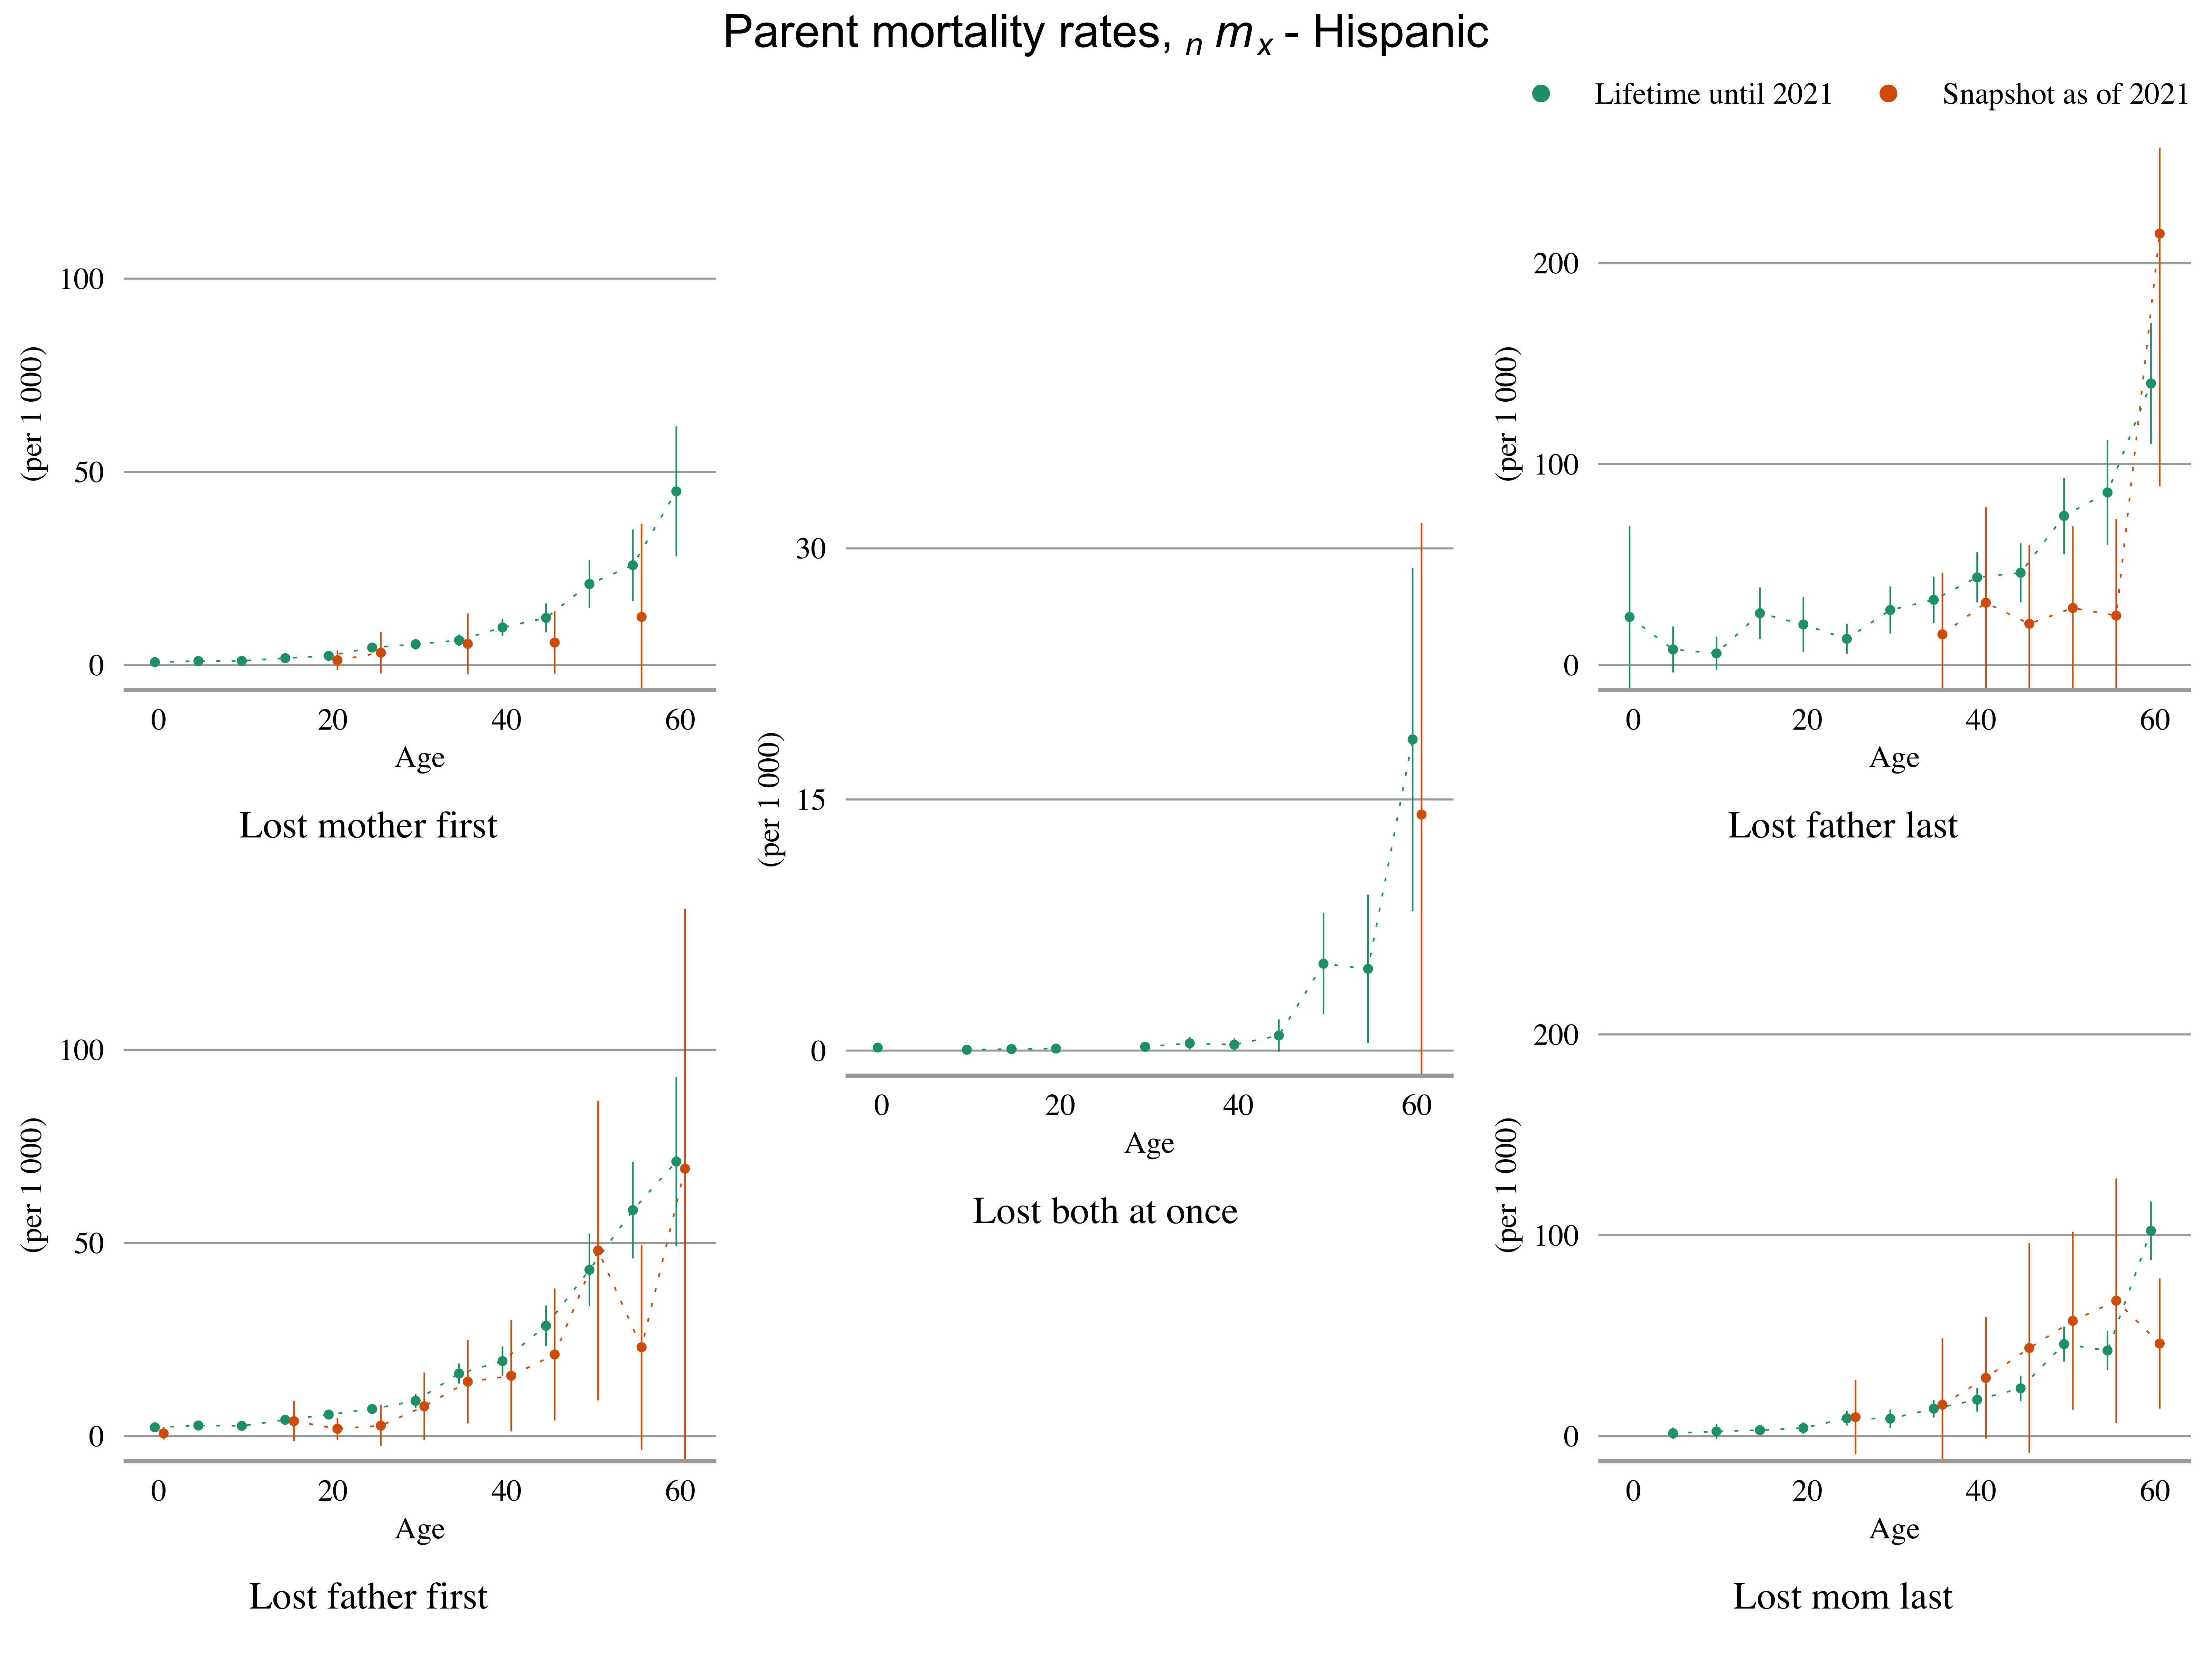 Parent mortality rates, n m x - Hispanic
Lifetime until 2021
Snapshot as of 2021
100
50
0
(per 1 000)
0 20 40 60
Age
Lost mother first
30
15
0
(per 1 000)
0 20 40 60
Age
Lost both at once
200
100
0
(per 1 000)
0 20 40 60
Age
Lost father last
100
50
0
(per 1 000)
0 20 40 60
Age
Lost father first
200
100
0
(per 1 000)
0 20 40 60
Age
Lost mom last